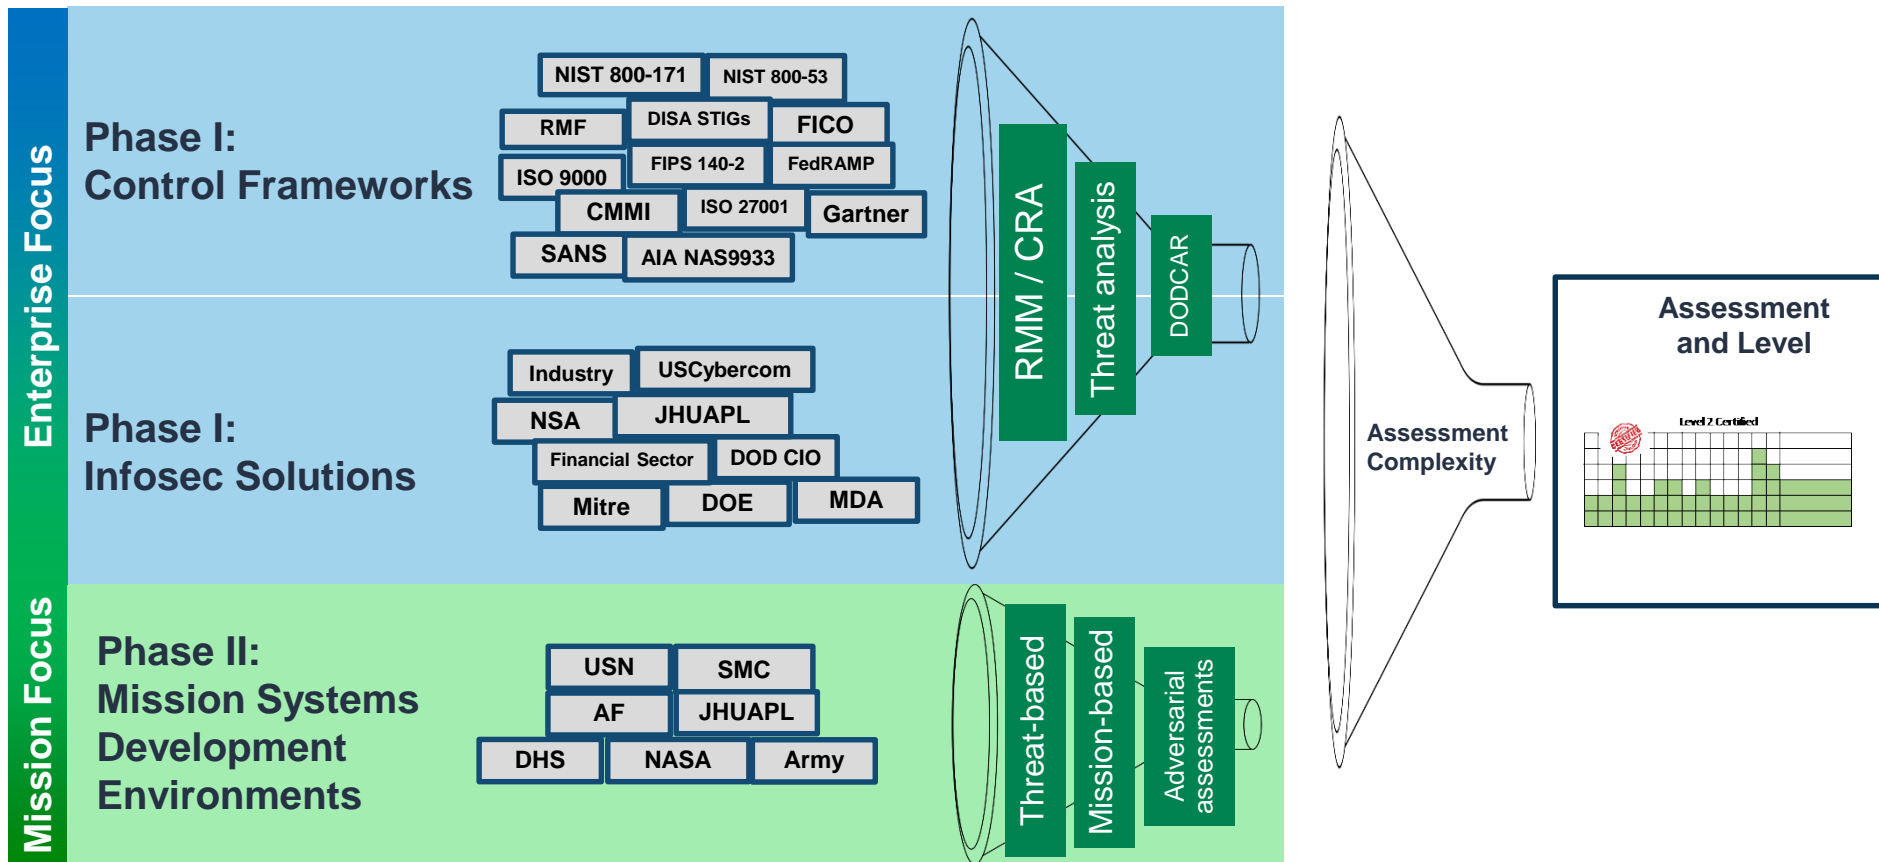 Enterprise Focus
Mission Focus
Phase I:
Control Frameworks
NIST 800-171
NIST 800-53
RMF
DISA STIGs
FICO
ISO 9000
FIPS 140-2
FedRAMP
CMMI
ISO 27001
Gartner
SANS
AIA NAS9933
Phase I:
Infosec Solutions
Industry
USCybercom
NSA
JHUAPL
Financial Sector
DOD CIO
Mitre
DOE
MDA
RMM / CRA
Threat analysis
DODCAR
Phase II:
Mission Systems
Development
Environments
USN
SMC
AF
JHUAPL
DHS
NASA
Army
Threat-based
Mission-based
Adversarial
assessments
Assessment
Complexity
Assessment
and Level
Level 2 Certified
CERTIFIED